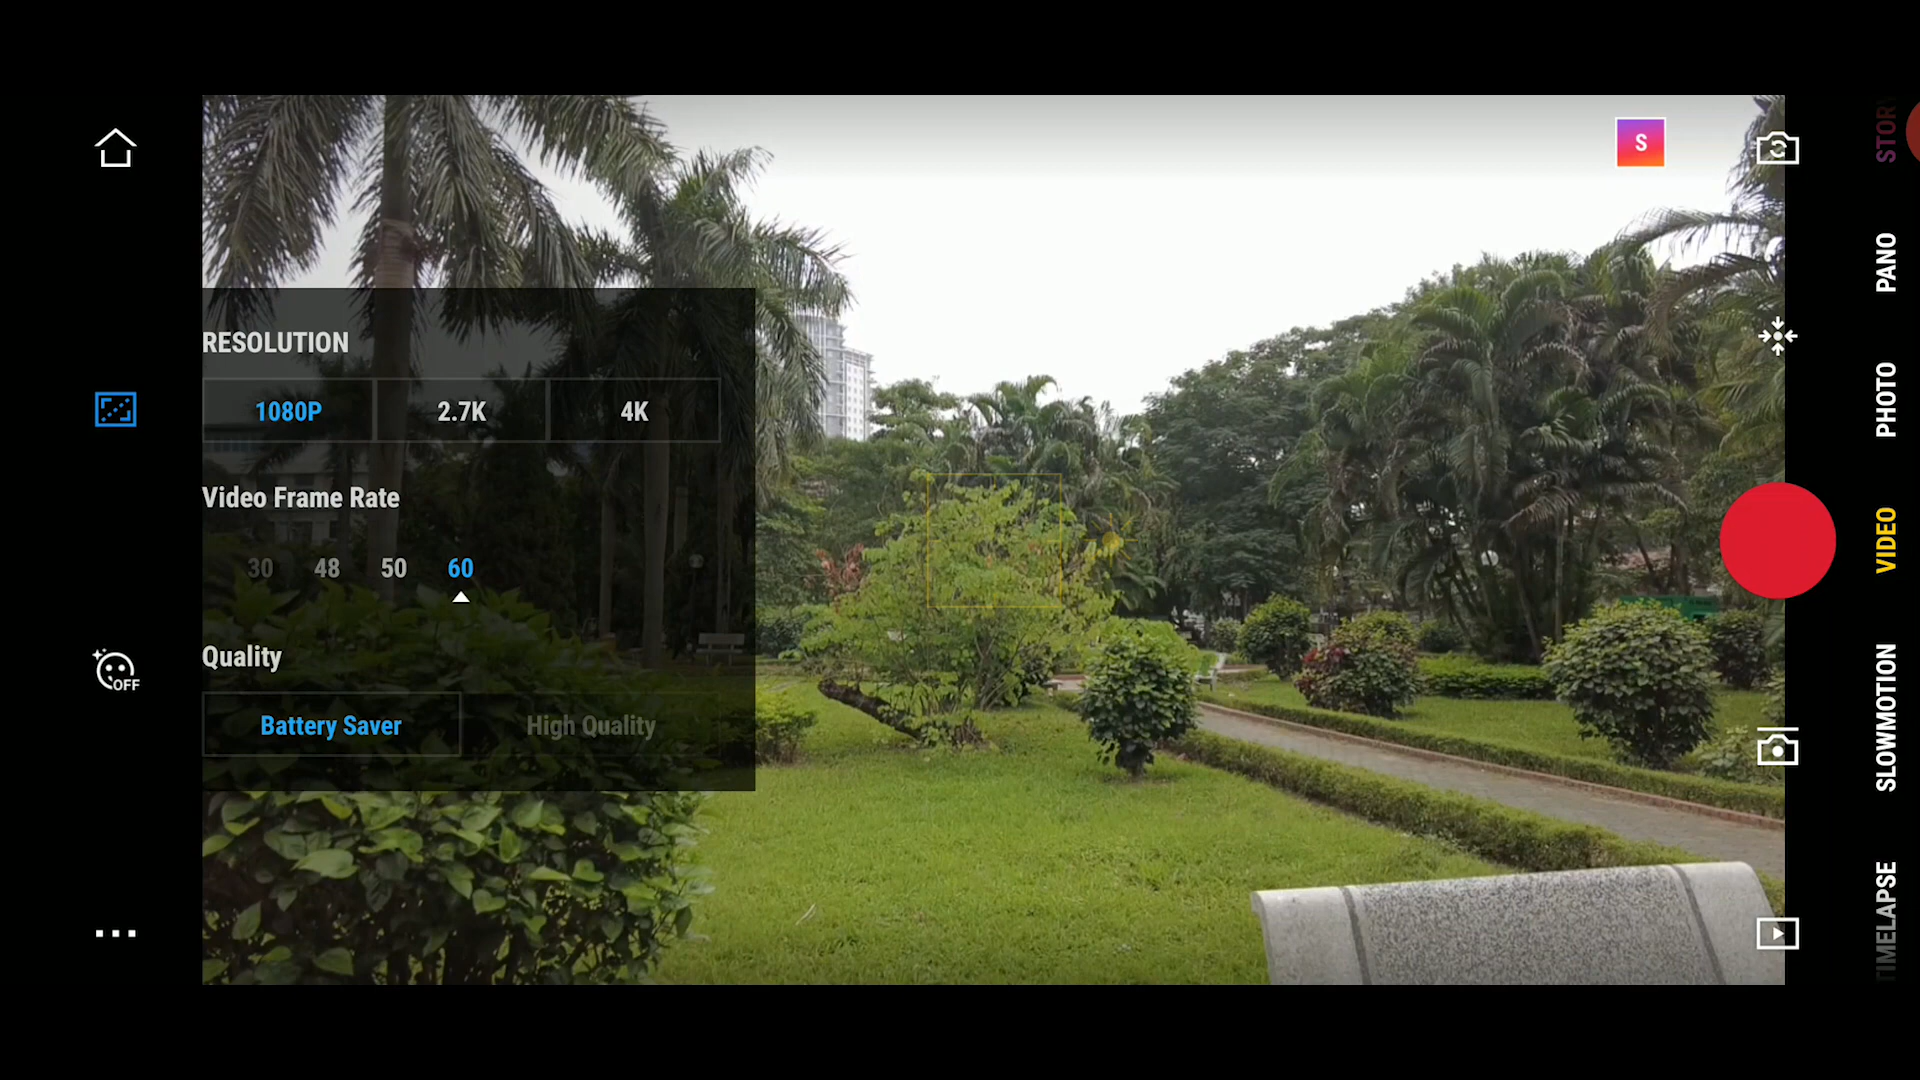 S
RESOLUTION
1080P 2.7K 4K
Video Frame Rate
30 48 50 60
Quality
Battery Saver High Quality
OFF
STORY
PANO
PHOTO
VIDEO
SLOWMOTION
TIMELAPSE